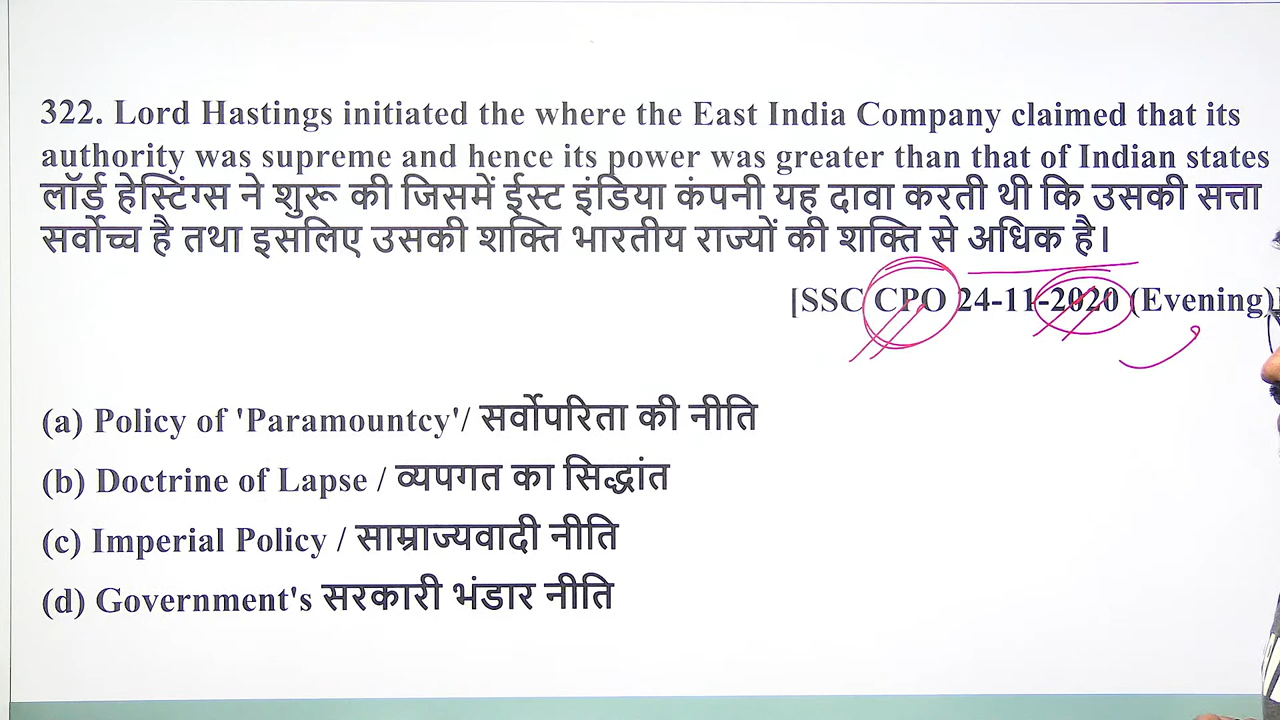 322. Lord Hastings initiated the where the East India Company claimed that its
authority was supreme and hence its power was greater than that of Indian states
लॉर्ड हेस्टिंग्स ने शुरू की जिसमें ईस्ट इंडिया कंपनी यह दावा करती थी कि उसकी सत्ता
सर्वोच्च है तथा इसलिए उसकी शक्ति भारतीय राज्यों की शक्ति से अधिक है।
[SSC CPO 24-11-2020 (Evening)]
(a) Policy of 'Paramountcy'/ सर्वोपरिता की नीति
(b) Doctrine of Lapse / व्यपगत का सिद्धांत
(c) Imperial Policy / साम्राज्यवादी नीति
(d) Government's सरकारी भंडार नीति